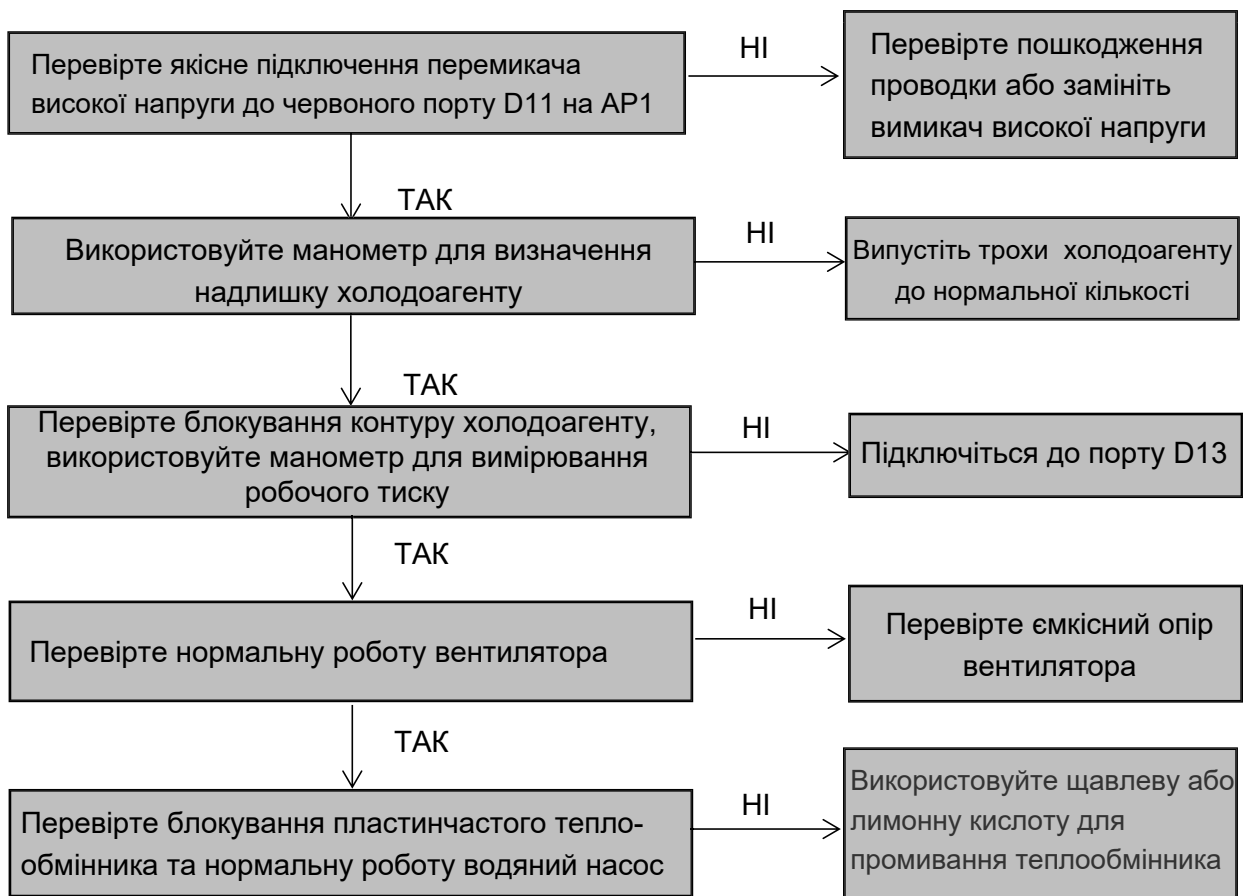 Перевірте якісне підключення перемикача
високої напруги до червоного порту D11 на AP1
НІ
Перевірте пошкодження
проводки або замініть
вимикач високої напруги
ТАК
Використовуйте манометр для визначення
надлишку холодоагенту
НІ
Випустіть трохи холодоагенту
до нормальної кількості
ТАК
Перевірте блокування контуру холодоагенту,
використовуйте манометр для вимірювання
робочого тиску
НІ
Підключіться до порту D13
ТАК
Перевірте нормальну роботу вентилятора
НІ
Перевірте ємкісний опір
вентилятора
ТАК
Перевірте блокування пластинчастого тепло-
обмінника та нормальну роботу водяний насос
НІ
Використовуйте щавлеву або
лимонну кислоту для
промивання теплообмінника